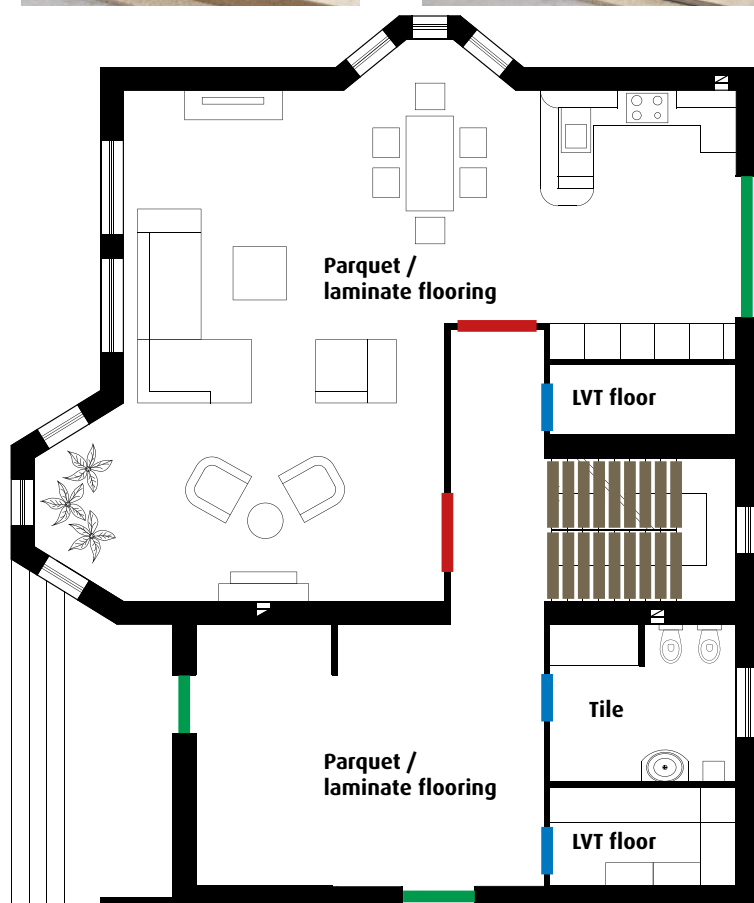 Parquet /
laminate flooring
LVT floor
Tile
Parquet /
laminate flooring
LVT floor